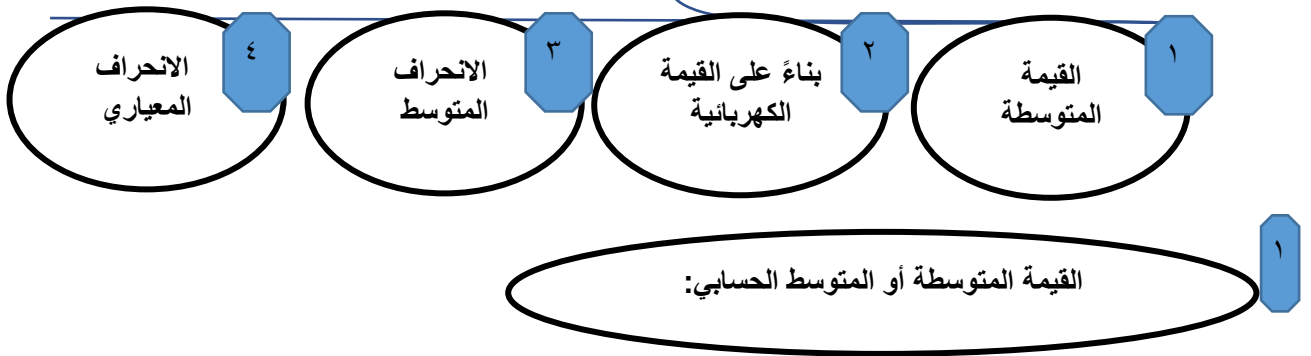 ١
القيمة
المتوسطة
٢
بناءً على القيمة
الكهربائية
٣
الانحراف
المتوسط
٤
الانحراف
المعياري
١
القيمة المتوسطة أو المتوسط الحسابي: